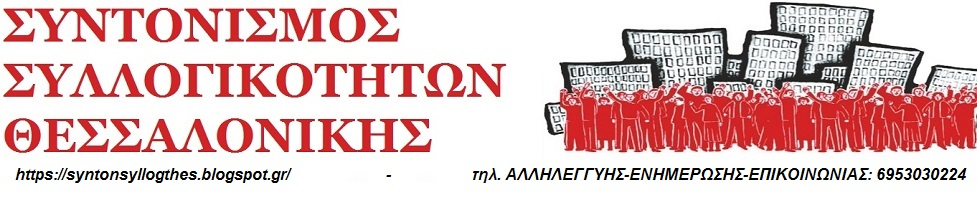 ΣΥΝΤΟΝΙΣΜΟΣ
ΣΥΛΛΟΓΙΚΟΤΗΤΩΝ
ΘΕΣΣΑΛΟΝΙΚΗΣ
https://syntonsyllogthes.blogspot.gr/ - τηλ. ΑΛΛΗΛΕΓΓΥΗΣ-ΕΝΗΜΕΡΩΣΗΣ-ΕΠΙΚΟΙΝΩΝΙΑΣ: 6953030224